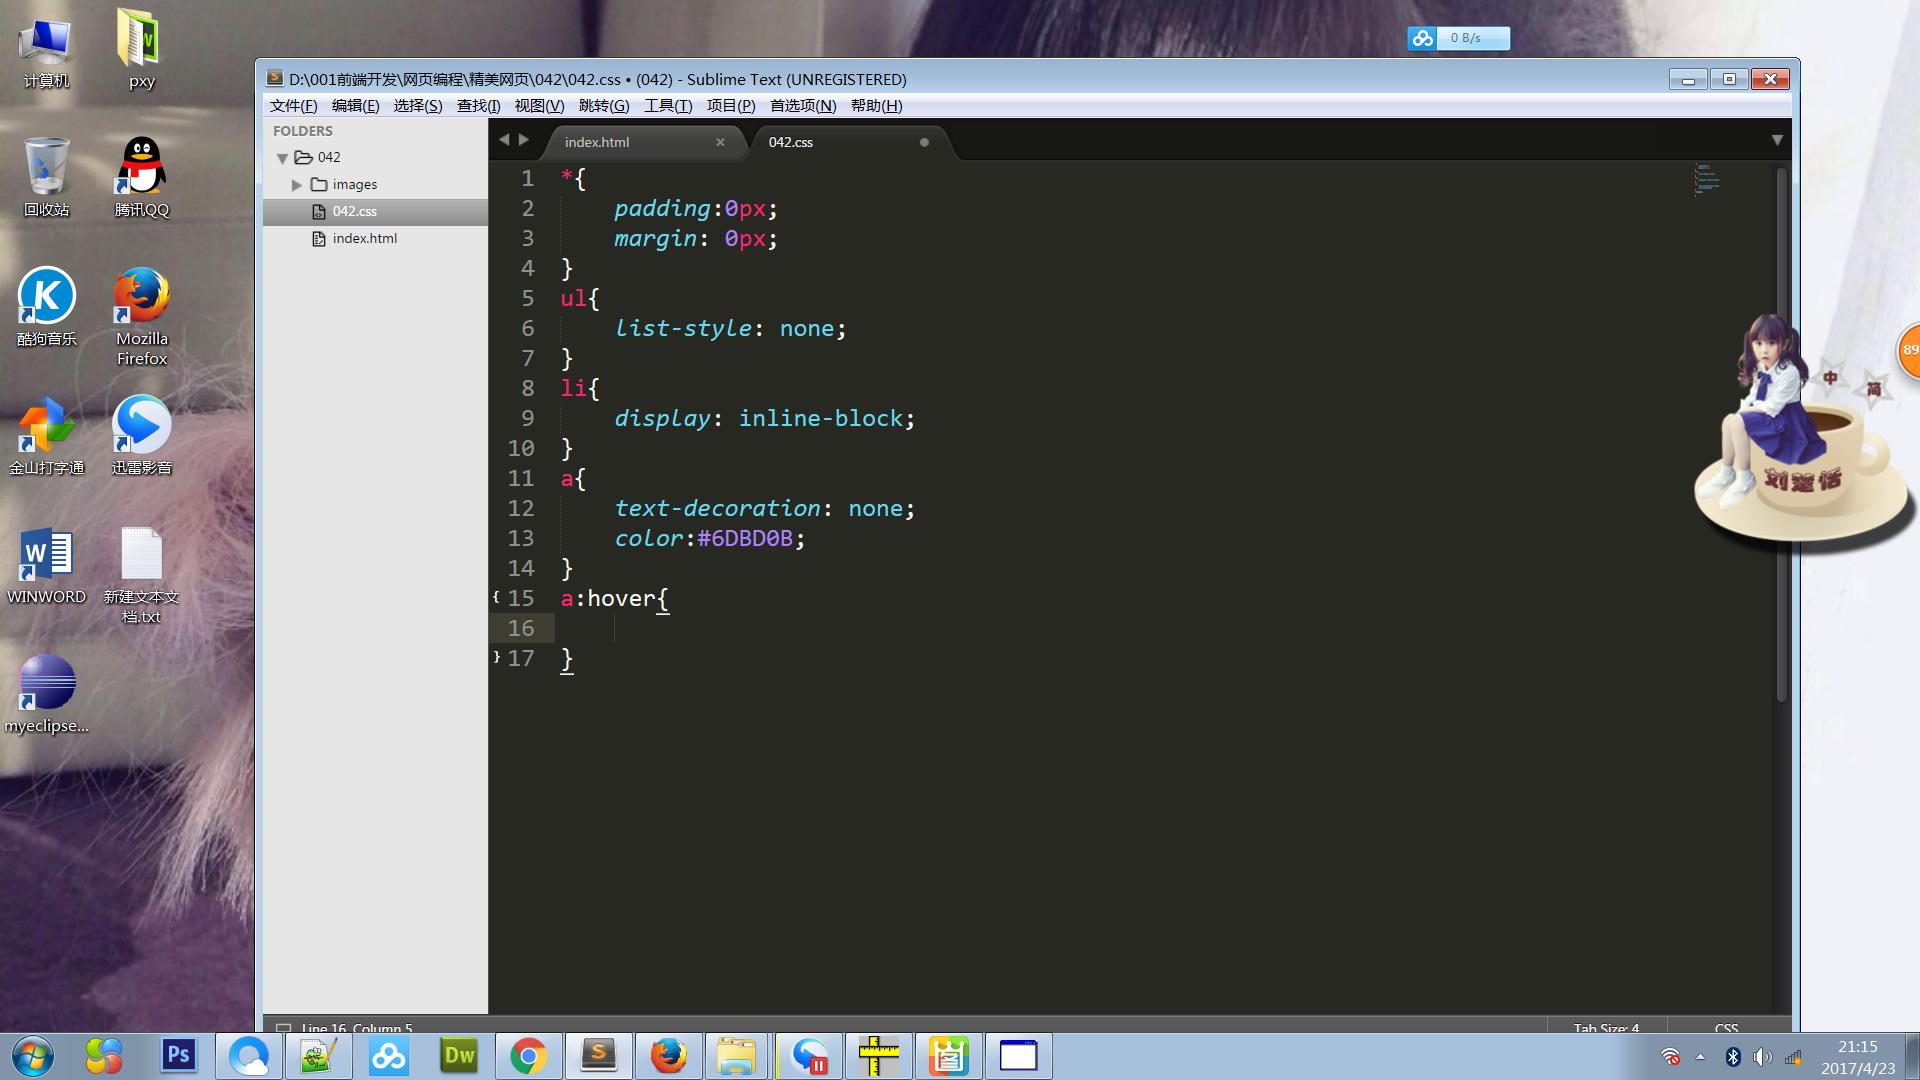 计算机
pxy
回收站
腾讯QQ
酷狗音乐
Mozilla
Firefox
金山打字通
迅雷影音
WINWORD
新建文本文
档.txt
myeclipse...
0 B/s
D:\001前端开发\网页编程\精美网页\042\042.css • (042) - Sublime Text (UNREGISTERED)
文件(F) 编辑(E) 选择(S) 查找(I) 视图(V) 跳转(G) 工具(T) 项目(P) 首选项(N) 帮助(H)
FOLDERS
042
images
042.css
index.html
index.html 042.css
1 *{
2 padding:0px;
3 margin: 0px;
4 }
5 ul{
6 list-style: none;
7 }
8 li{
9 display: inline-block;
10 }
11 a{
12 text-decoration: none;
13 color:#6DBD0B;
14 }
15 a:hover{
16
17 }
89
中 简
Line 16, Column 5
Tab Size: 4
CSS
Ps
Dw
21:15
2017/4/23